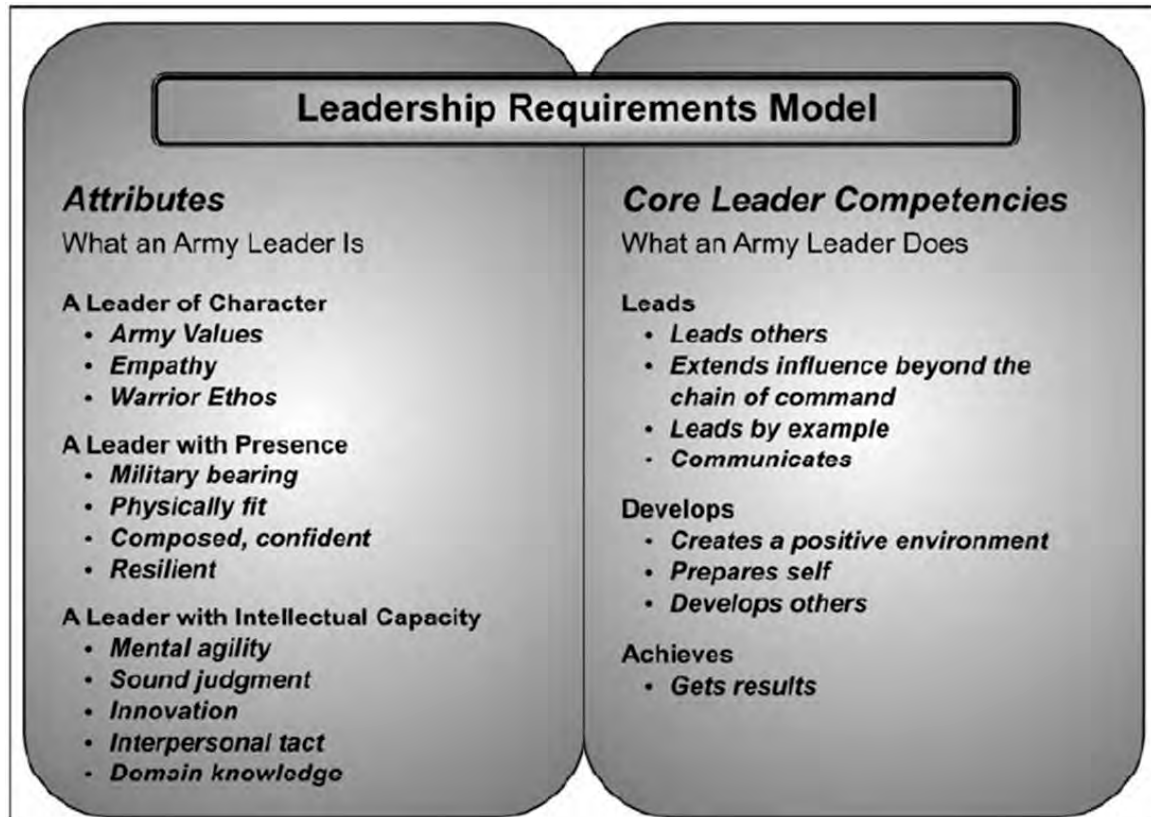 Leadership Requirements Model
Attributes
What an Army Leader Is
A Leader of Character
• Army Values
• Empathy
• Warrior Ethos
A Leader with Presence
• Military bearing
• Physically fit
• Composed, confident
• Resilient
A Leader with Intellectual Capacity
• Mental agility
• Sound judgment
• Innovation
• Interpersonal tact
• Domain knowledge
Core Leader Competencies
What an Army Leader Does
Leads
• Leads others
• Extends influence beyond the
chain of command
• Leads by example
• Communicates
Develops
• Creates a positive environment
• Prepares self
• Develops others
Achieves
• Gets results